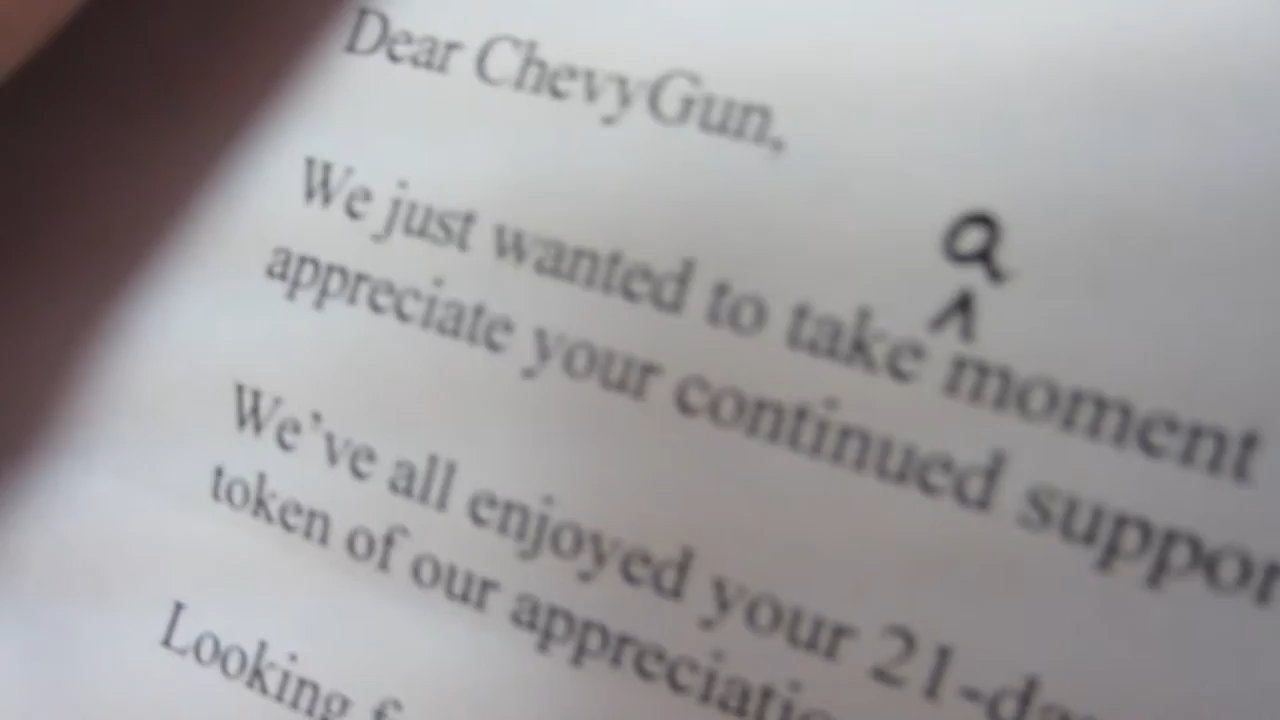 Dear ChevyGun,
a
^
We just wanted to take moment
appreciate your continued suppor
We've all enjoyed your 21-da
token of our appreciatio
Looking f